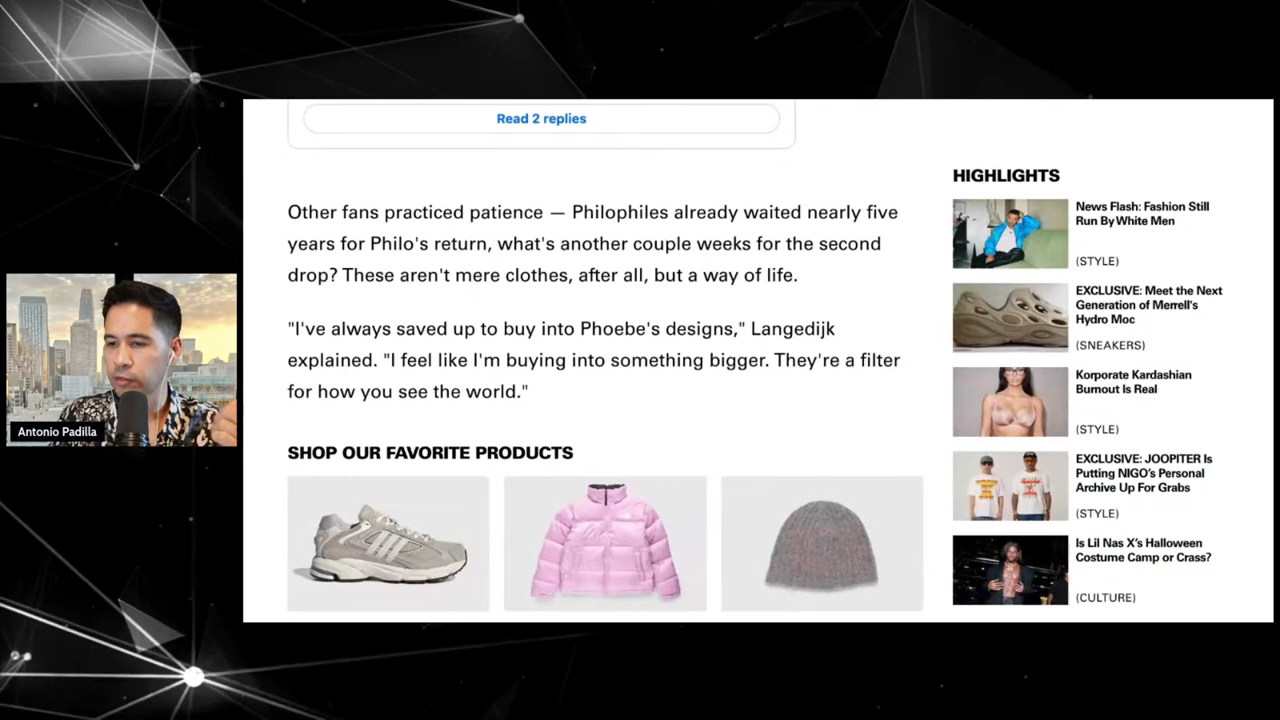 Read 2 replies
Other fans practiced patience — Philophiles already waited nearly five
years for Philo's return, what's another couple weeks for the second
drop? These aren't mere clothes, after all, but a way of life.
"I've always saved up to buy into Phoebe's designs," Langedijk
explained. "I feel like I'm buying into something bigger. They're a filter
for how you see the world."
SHOP OUR FAVORITE PRODUCTS
HIGHLIGHTS
News Flash: Fashion Still
Run By White Men
(STYLE)
EXCLUSIVE: Meet the Next
Generation of Merrell's
Hydro Moc
(SNEAKERS)
Korporate Kardashian
Burnout Is Real
(STYLE)
EXCLUSIVE: JOOPITER Is
Putting NIGO’s Personal
Archive Up For Grabs
(STYLE)
Is Lil Nas X’s Halloween
Costume Camp or Crass?
(CULTURE)
Antonio Padilla